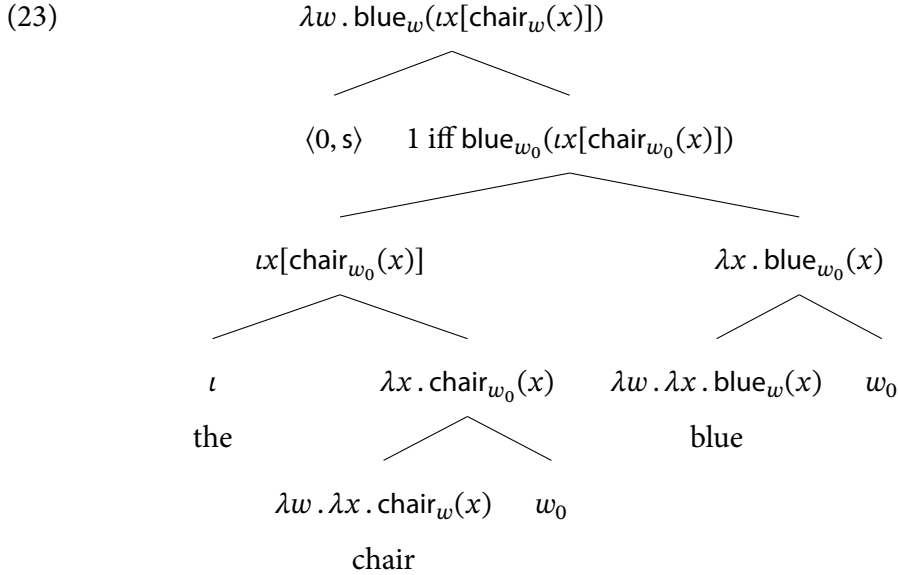 (23) λw . blue_w(ιx[chair_w(x)])
⟨0, s⟩ 1 iff blue_{w_0}(ιx[chair_{w_0}(x)])
ιx[chair_{w_0}(x)] λx . blue_{w_0}(x)
ι λx . chair_{w_0}(x) λw . λx . blue_w(x) w_0
the blue
λw . λx . chair_w(x) w_0
chair